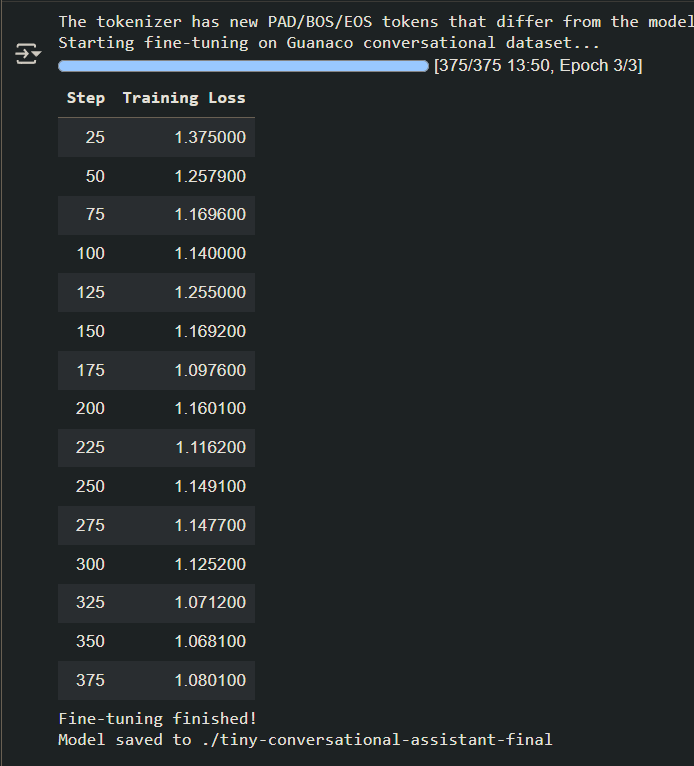 The tokenizer has new PAD/BOS/EOS tokens that differ from the model
Starting fine-tuning on Guanaco conversational dataset...
[375/375 13:50, Epoch 3/3]
Step Training Loss
25 1.375000
50 1.257900
75 1.169600
100 1.140000
125 1.255000
150 1.169200
175 1.097600
200 1.160100
225 1.116200
250 1.149100
275 1.147700
300 1.125200
325 1.071200
350 1.068100
375 1.080100
Fine-tuning finished!
Model saved to ./tiny-conversational-assistant-final